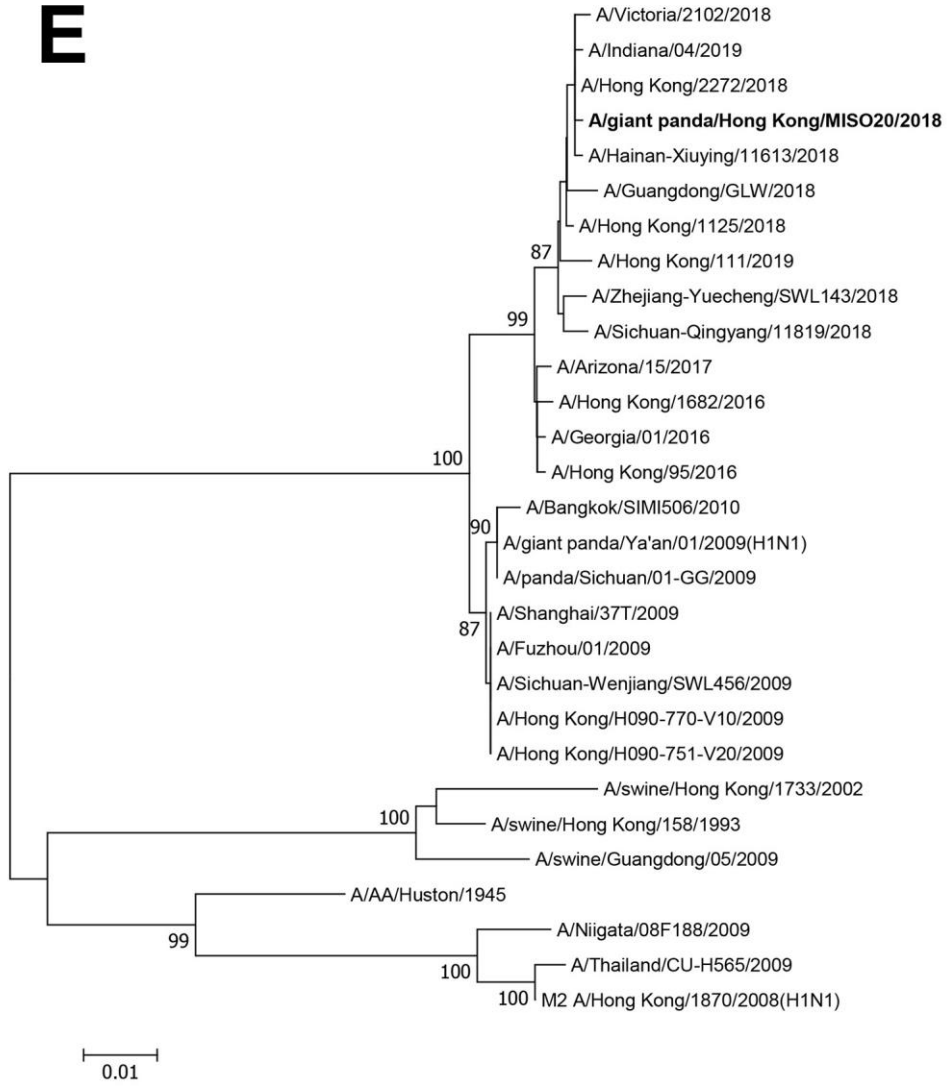 E
A/Victoria/2102/2018
A/Indiana/04/2019
A/Hong Kong/2272/2018
A/giant panda/Hong Kong/MISO20/2018
A/Hainan-Xiuying/11613/2018
A/Guangdong/GLW/2018
A/Hong Kong/1125/2018
87
A/Hong Kong/111/2019
A/Zhejiang-Yuecheng/SWL143/2018
99
A/Sichuan-Qingyang/11819/2018
A/Arizona/15/2017
A/Hong Kong/1682/2016
A/Georgia/01/2016
100
A/Hong Kong/95/2016
A/Bangkok/SIMI506/2010
90
A/giant panda/Ya'an/01/2009(H1N1)
A/panda/Sichuan/01-GG/2009
A/Shanghai/37T/2009
87
A/Fuzhou/01/2009
A/Sichuan-Wenjiang/SWL456/2009
A/Hong Kong/H090-770-V10/2009
A/Hong Kong/H090-751-V20/2009
A/swine/Hong Kong/1733/2002
100
A/swine/Hong Kong/158/1993
A/swine/Guangdong/05/2009
A/AA/Huston/1945
A/Niigata/08F188/2009
99
A/Thailand/CU-H565/2009
100
100
M2 A/Hong Kong/1870/2008(H1N1)
0.01